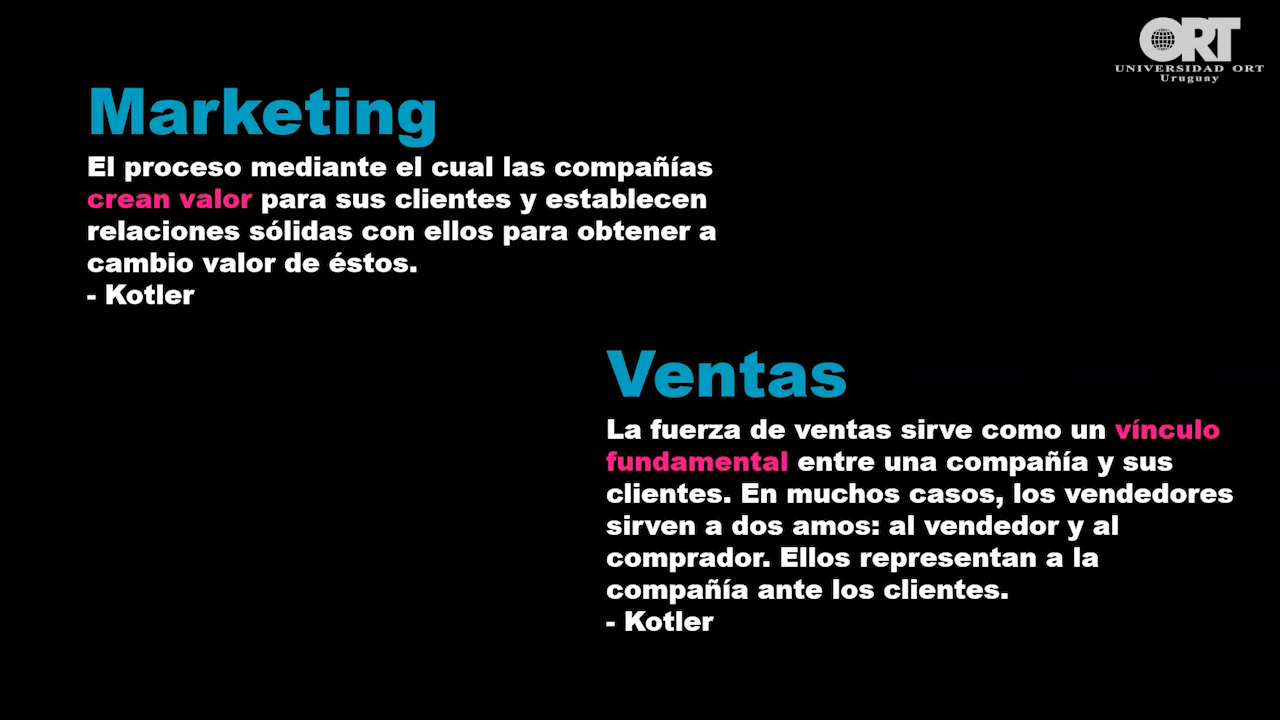 ORT
UNIVERSIDAD ORT
Uruguay
Marketing
El proceso mediante el cual las compañías
crean valor para sus clientes y establecen
relaciones sólidas con ellos para obtener a
cambio valor de éstos.
- Kotler
Ventas
La fuerza de ventas sirve como un vínculo
fundamental entre una compañía y sus
clientes. En muchos casos, los vendedores
sirven a dos amos: al vendedor y al
comprador. Ellos representan a la
compañía ante los clientes.
- Kotler